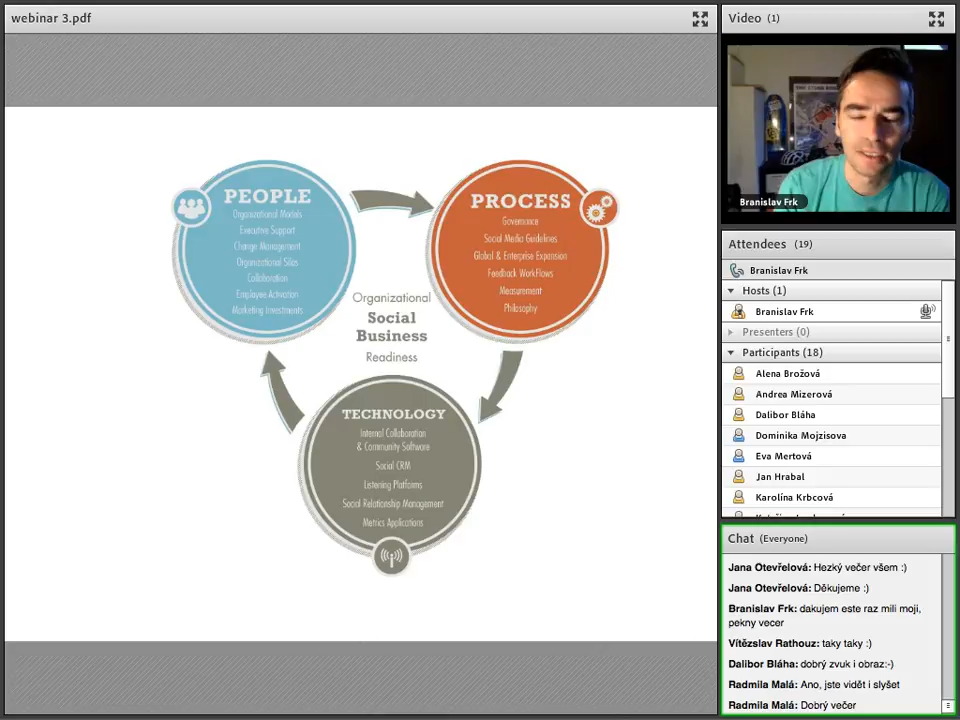 webinar 3.pdf
PEOPLE
Organizational Models
Executive Support
Change Management
Organizational Silos
Collaboration
Employee Activation
Marketing Investments
PROCESS
Governance
Social Media Guidelines
Global & Enterprise Expansion
Feedback Workflows
Measurement
Philosophy
Organizational
Social
Business
Readiness
TECHNOLOGY
Internal Collaboration
& Community Software
Social CRM
Listening Platforms
Social Relationship Management
Metrics Applications
Video (1)
Branislav Frk
Attendees (19)
Branislav Frk
Hosts (1)
Branislav Frk
Presenters (0)
Participants (18)
Alena Brožová
Andrea Mizerová
Dalibor Bláha
Dominika Mojzisova
Eva Mertová
Jan Hrabal
Karolína Krbcová
Chat (Everyone)
Jana Otevřelová: Hezký večer všem :)
Jana Otevřelová: Děkujeme :)
Branislav Frk: dakujem este raz mili moji,
pekny vecer
Vítězslav Rathouz: taky taky :)
Dalibor Bláha: dobrý zvuk i obraz:-)
Radmila Malá: Ano, jste vidět i slyšet
Radmila Malá: Dobrý večer